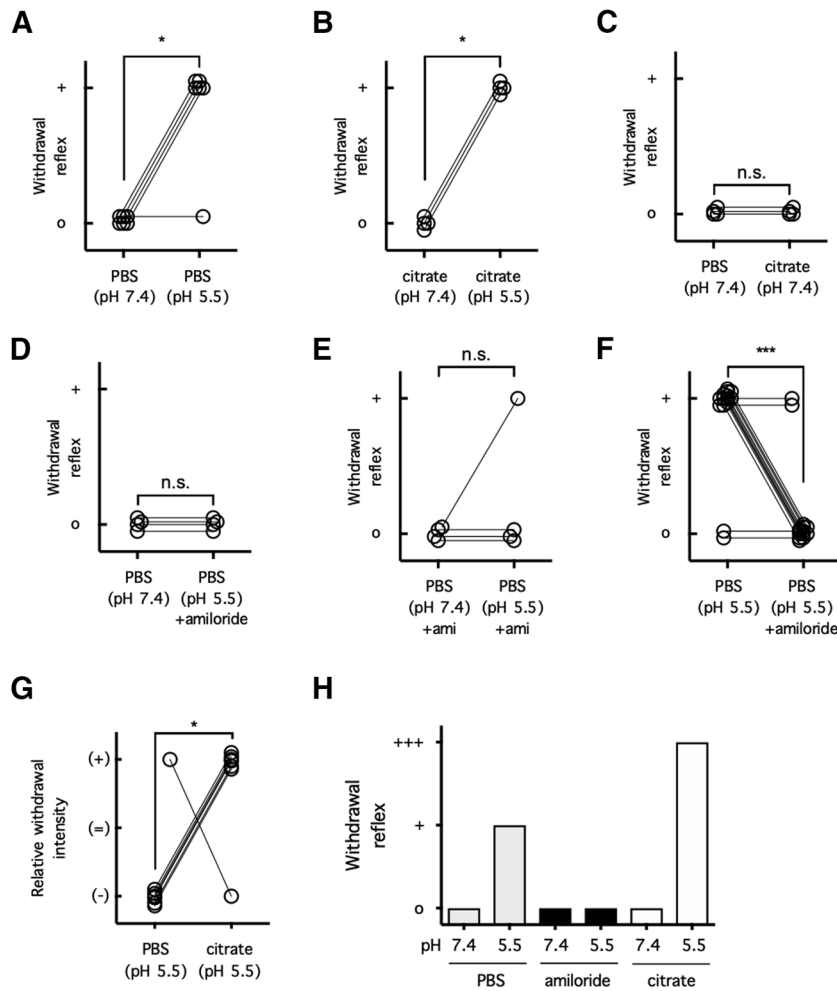 A
*
+
o
Withdrawal
reflex
PBS
(pH 7.4)
PBS
(pH 5.5)
B
*
+
o
Withdrawal
reflex
citrate
(pH 7.4)
citrate
(pH 5.5)
C
n.s.
+
o
Withdrawal
reflex
PBS
(pH 7.4)
citrate
(pH 7.4)
D
n.s.
+
o
Withdrawal
reflex
PBS
(pH 7.4)
PBS
(pH 5.5)
+amiloride
E
n.s.
+
o
Withdrawal
reflex
PBS
(pH 7.4)
+ami
PBS
(pH 5.5)
+ami
F
***
+
o
Withdrawal
reflex
PBS
(pH 5.5)
PBS
(pH 5.5)
+amiloride
G
*
(+)
(=)
(-)
Relative withdrawal
intensity
PBS
(pH 5.5)
citrate
(pH 5.5)
H
+++
+
o
Withdrawal
reflex
pH 7.4 5.5 7.4 5.5 7.4 5.5
PBS amiloride citrate